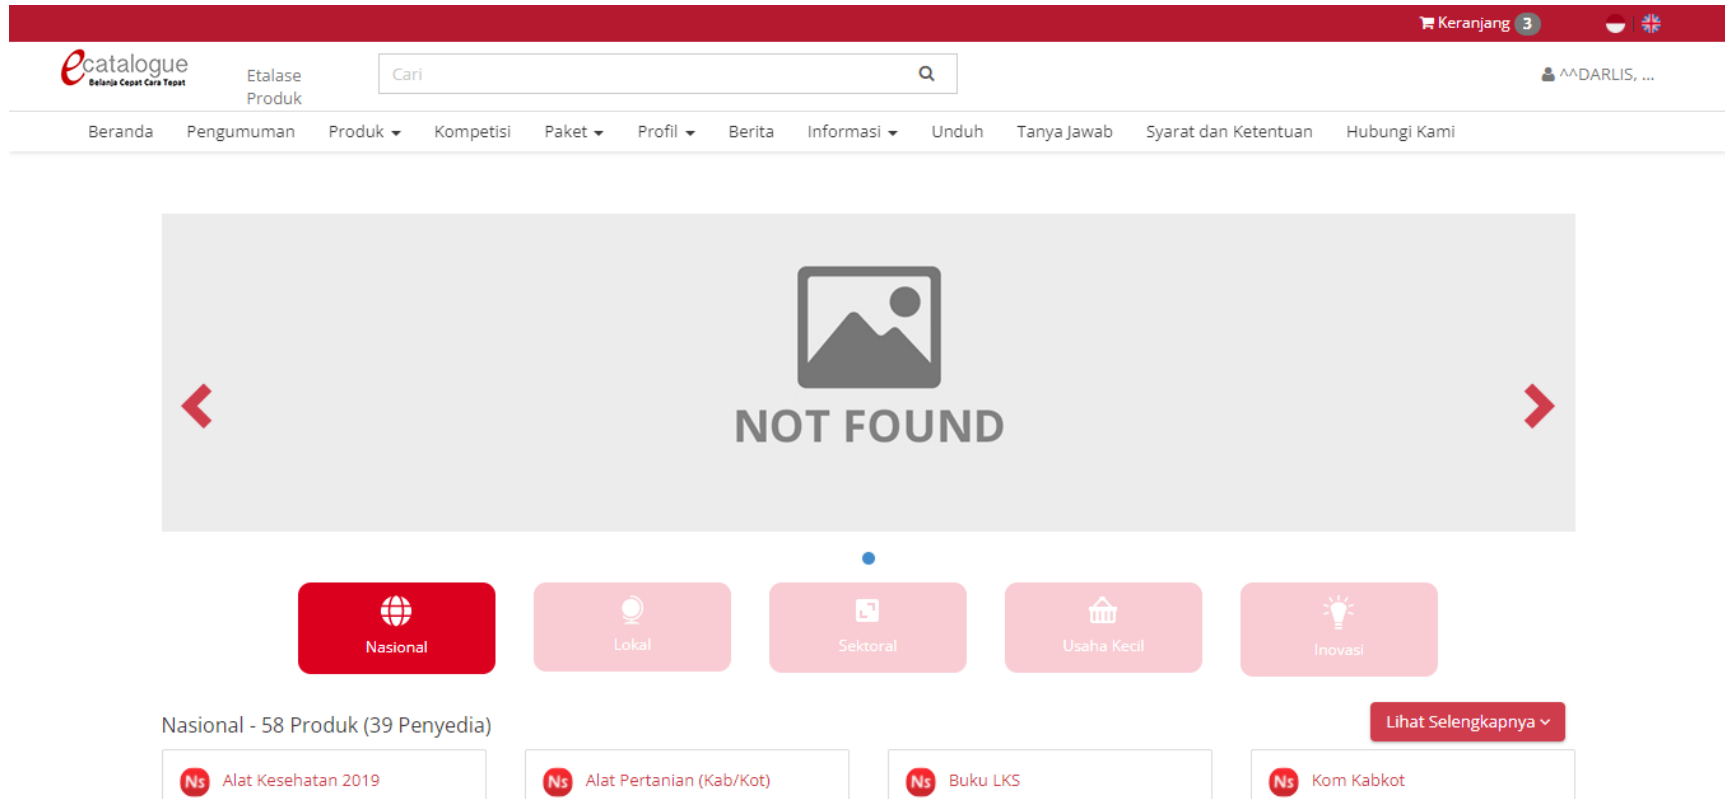 Keranjang 3
ecatalogue
Belanja Cepat Cara Tepat
Etalase
Produk
Cari
^^DARLIS, ...
Beranda Pengumuman Produk Kompetisi Paket Profil Berita Informasi Unduh Tanya Jawab Syarat dan Ketentuan Hubungi Kami
NOT FOUND
Nasional Lokal Sektoral Usaha Kecil Inovasi
Nasional - 58 Produk (39 Penyedia)
Lihat Selengkapnya
Ns Alat Kesehatan 2019
Ns Alat Pertanian (Kab/Kot)
Ns Buku LKS
Ns Kom Kabkot